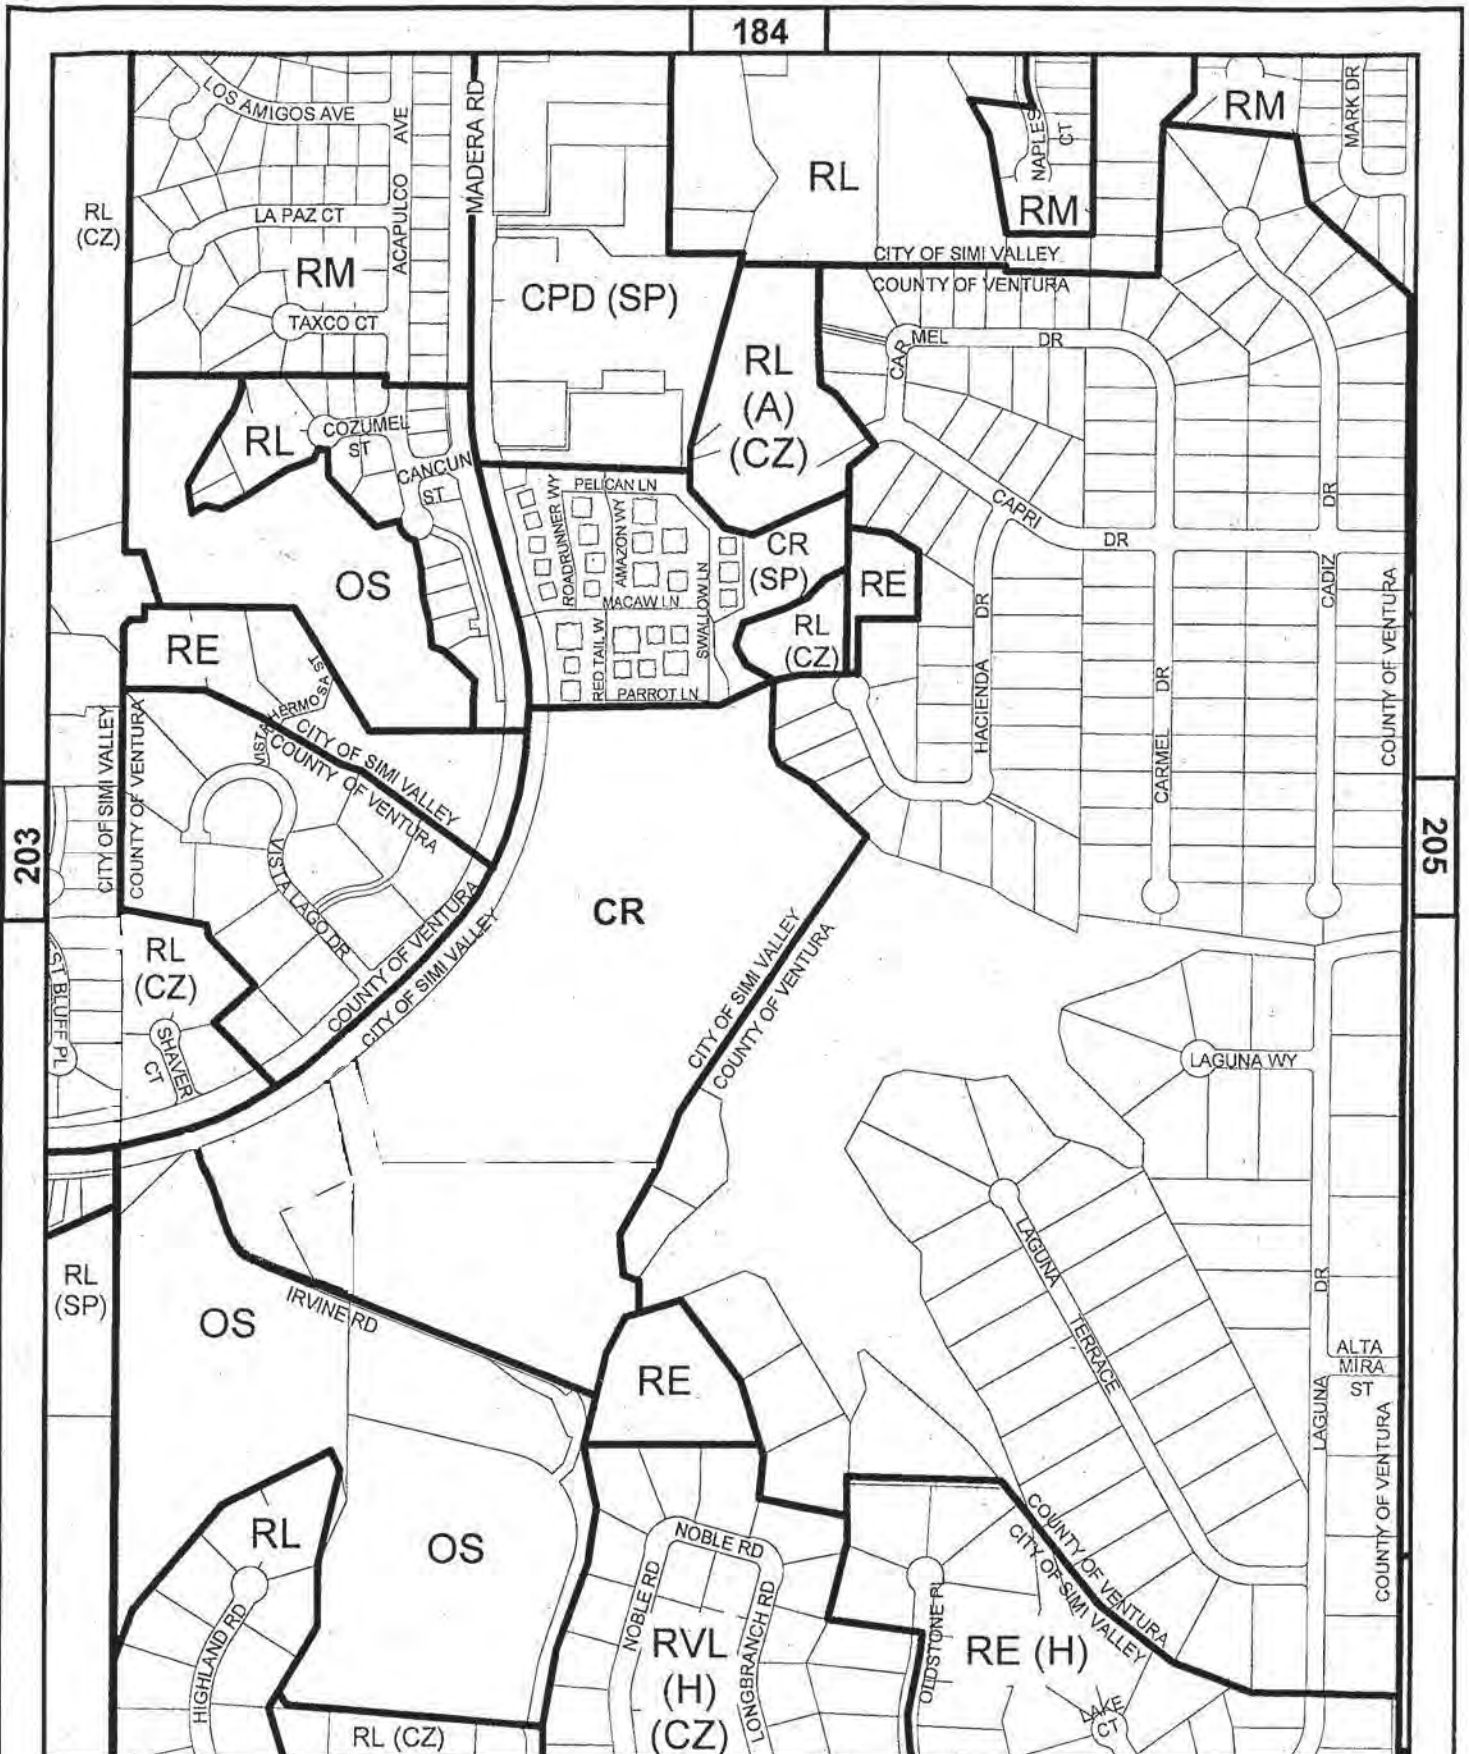 184
LOS AMIGOS AVE
AVE
MADERA RD
NAPLES
CT
RM
MARK DR
RL
RL
(CZ)
LA PAZ CT
ACAPULCO
RM
RM
CITY OF SIMI VALLEY
COUNTY OF VENTURA
CPD (SP)
TAXCO CT
CARMEL
DR
RL
(A)
(CZ)
RL
COZUMEL
ST
CANCUN
ST
PELICAN LN
ROADRUNNER WY
AMAZON WY
CAPRI
DR
DR
CR
(SP)
RE
OS
MACAW LN
SWALLOW LN
DR
CADIZ
COUNTY OF VENTURA
RE
RL
(CZ)
RED TAIL W
PARROT LN
ST
HERMOSA
VISTA
HACIENDA
DR
CARMEL
CITY OF SIMI VALLEY
COUNTY OF VENTURA
CITY OF SIMI VALLEY
COUNTY OF VENTURA
203
205
VISTA LAGO DR
CR
COUNTY OF VENTURA
CITY OF SIMI VALLEY
CITY OF SIMI VALLEY
COUNTY OF VENTURA
RL
(CZ)
ST BLUFF PL
SHAVER
CT
LAGUNA WY
RL
(SP)
OS
IRVINE RD
LAGUNA
TERRACE
DR
ALTA
MIRA
ST
LAGUNA
RE
COUNTY OF VENTURA
COUNTY OF VENTURA
CITY OF SIMI VALLEY
RL
OS
NOBLE RD
NOBLE RD
LONGBRANCH RD
OLDSTONE PL
HIGHLAND RD
RVL
(H)
(CZ)
RE (H)
LAKE
CT
RL (CZ)